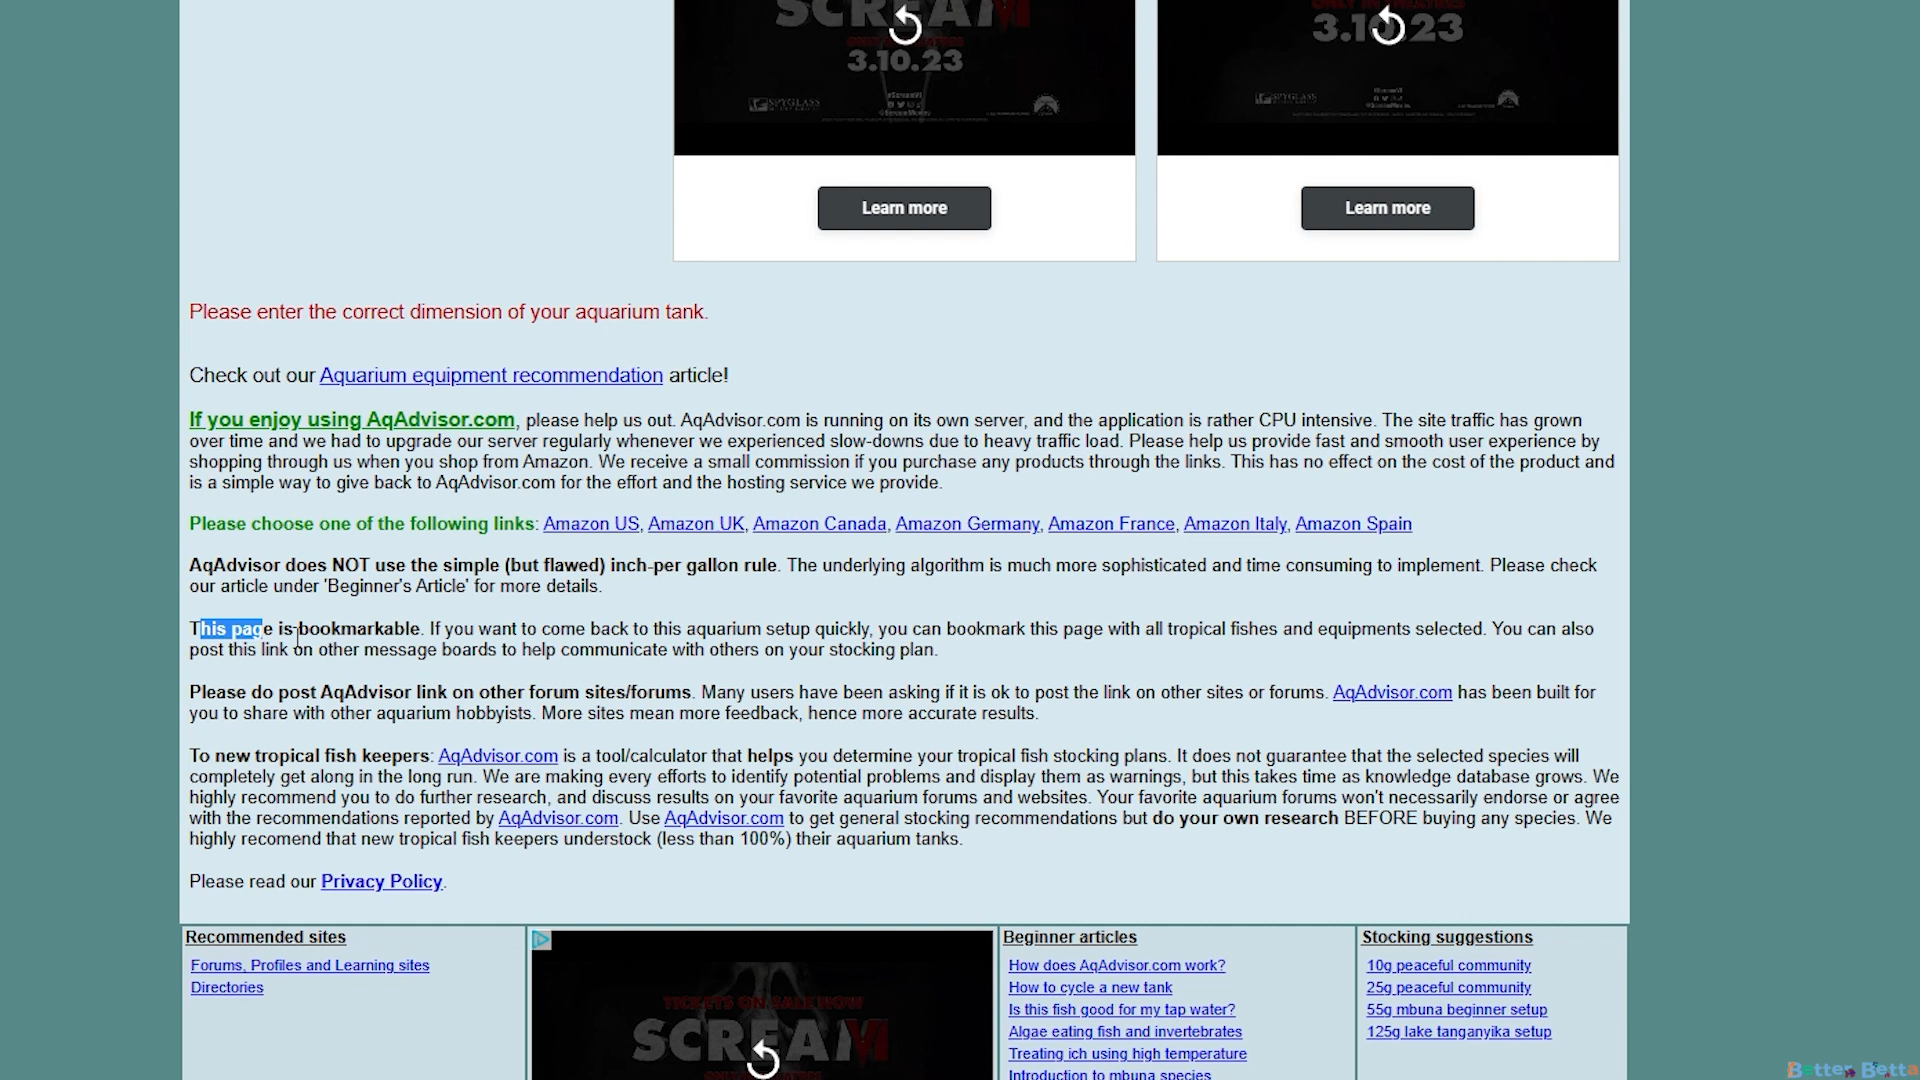 SCREAM VI
3.10.23
SPYGLASS
Learn more
ONLY IN THEATRES
3.10.23
SPYGLASS
Learn more
Please enter the correct dimension of your aquarium tank.
Check out our Aquarium equipment recommendation article!
If you enjoy using AqAdvisor.com, please help us out. AqAdvisor.com is running on its own server, and the application is rather CPU intensive. The site traffic has grown
over time and we had to upgrade our server regularly whenever we experienced slow-downs due to heavy traffic load. Please help us provide fast and smooth user experience by
shopping through us when you shop from Amazon. We receive a small commission if you purchase any products through the links. This has no effect on the cost of the product and
is a simple way to give back to AqAdvisor.com for the effort and the hosting service we provide.
Please choose one of the following links: Amazon US, Amazon UK, Amazon Canada, Amazon Germany, Amazon France, Amazon Italy, Amazon Spain
AqAdvisor does NOT use the simple (but flawed) inch-per gallon rule. The underlying algorithm is much more sophisticated and time consuming to implement. Please check
our article under 'Beginner's Article' for more details.
This page is bookmarkable. If you want to come back to this aquarium setup quickly, you can bookmark this page with all tropical fishes and equipments selected. You can also
post this link on other message boards to help communicate with others on your stocking plan.
Please do post AqAdvisor link on other forum sites/forums. Many users have been asking if it is ok to post the link on other sites or forums. AqAdvisor.com has been built for
you to share with other aquarium hobbyists. More sites mean more feedback, hence more accurate results.
To new tropical fish keepers: AqAdvisor.com is a tool/calculator that helps you determine your tropical fish stocking plans. It does not guarantee that the selected species will
completely get along in the long run. We are making every efforts to identify potential problems and display them as warnings, but this takes time as knowledge database grows. We
highly recommend you to do further research, and discuss results on your favorite aquarium forums and websites. Your favorite aquarium forums won't necessarily endorse or agree
with the recommendations reported by AqAdvisor.com. Use AqAdvisor.com to get general stocking recommendations but do your own research BEFORE buying any species. We
highly recomend that new tropical fish keepers understock (less than 100%) their aquarium tanks.
Please read our Privacy Policy.
Recommended sites
Forums, Profiles and Learning sites
Directories
TICKETS ON SALE NOW
SCREAM VI
Beginner articles
How does AqAdvisor.com work?
How to cycle a new tank
Is this fish good for my tap water?
Algae eating fish and invertebrates
Treating ich using high temperature
Introduction to mbuna species
Stocking suggestions
10g peaceful community
25g peaceful community
55g mbuna beginner setup
125g lake tanganyika setup
Better Betta